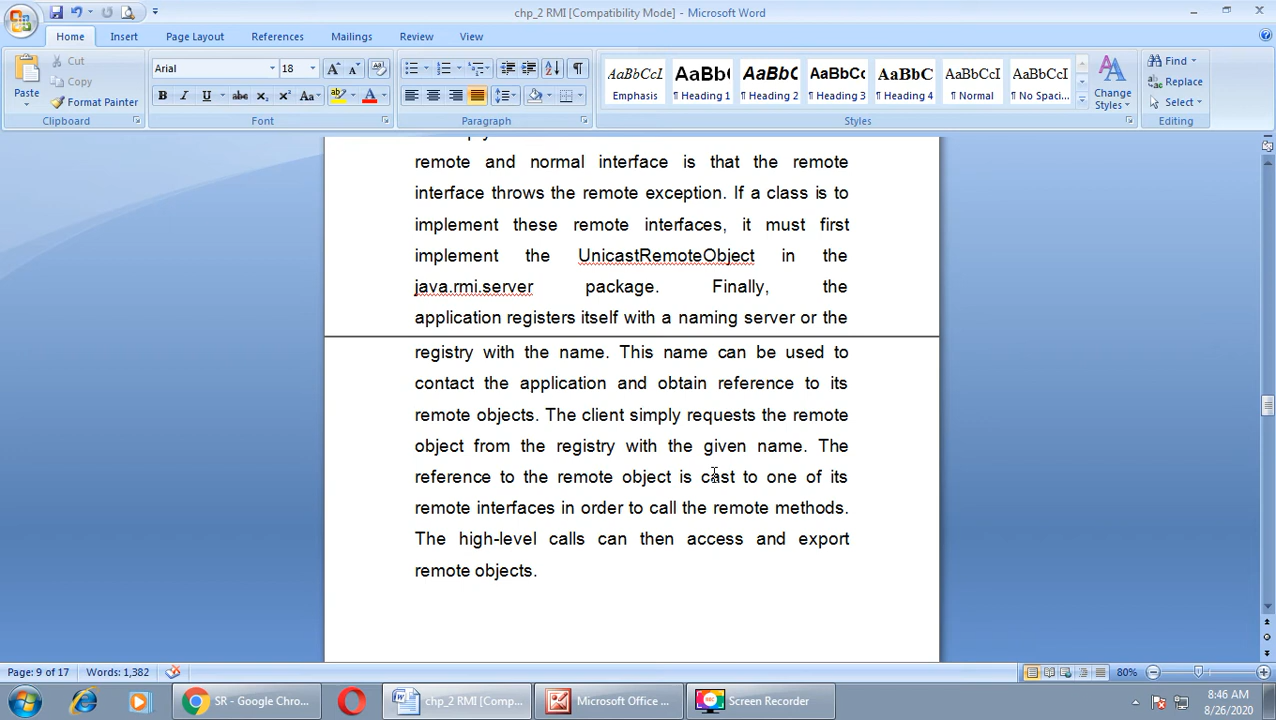 chp_2 RMI [Compatibility Mode] - Microsoft Word
Home Insert Page Layout References Mailings Review View
Paste
Cut
Copy
Format Painter
Clipboard
Arial 18
Font
Paragraph
AaBbCcI AaBb( AaBbC AaBbCc AaBbC AaBbCcI AaBbCcI
Emphasis ¶ Heading 1 ¶ Heading 2 ¶ Heading 3 ¶ Heading 4 ¶ Normal ¶ No Spaci...
Change Styles
Styles
Find
Replace
Select
Editing
remote and normal interface is that the remote
interface throws the remote exception. If a class is to
implement these remote interfaces, it must first
implement the UnicastRemoteObject in the
java.rmi.server package. Finally, the
application registers itself with a naming server or the
registry with the name. This name can be used to
contact the application and obtain reference to its
remote objects. The client simply requests the remote
object from the registry with the given name. The
reference to the remote object is cast to one of its
remote interfaces in order to call the remote methods.
The high-level calls can then access and export
remote objects.
Page: 9 of 17 Words: 1,382 80%
SR - Google Chro... chp_2 RMI [Comp... Microsoft Office ... Screen Recorder
8:46 AM
8/26/2020